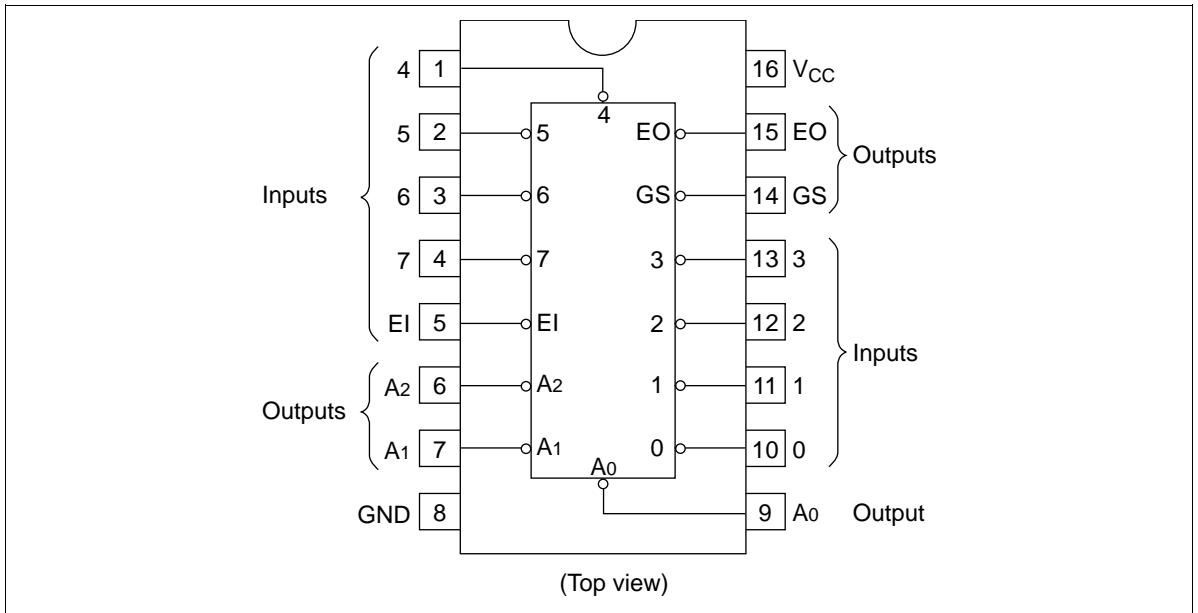 4 1 16 VCC
4
5 2 5 EO 15 EO
Outputs
Inputs 6 3 6 GS 14 GS
7 4 7 3 13 3
EI 5 EI 2 12 2
Inputs
A2 6 A2 1 11 1
Outputs
A1 7 A1 0 10 0
A0
GND 8 9 A0 Output
(Top view)